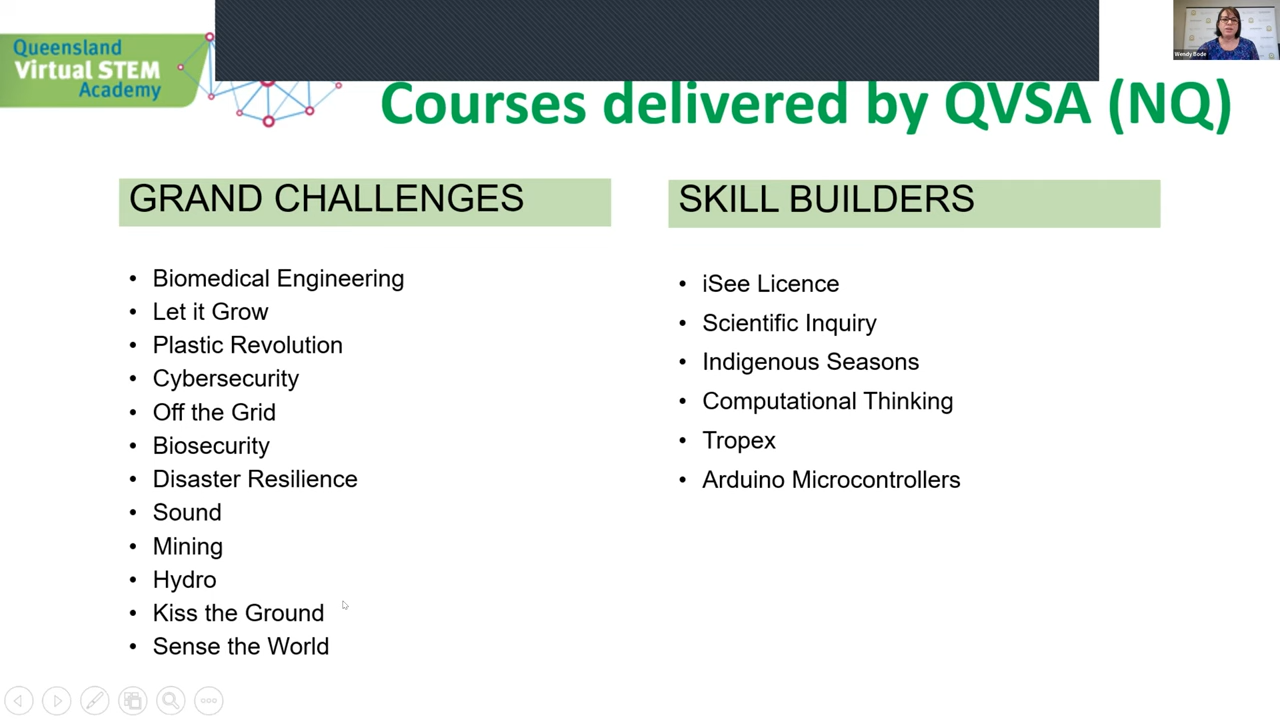 Queensland
Virtual STEM
Academy
Wendy Bode
Courses delivered by QVSA (NQ)
GRAND CHALLENGES
• Biomedical Engineering
• Let it Grow
• Plastic Revolution
• Cybersecurity
• Off the Grid
• Biosecurity
• Disaster Resilience
• Sound
• Mining
• Hydro
• Kiss the Ground
• Sense the World
SKILL BUILDERS
• iSee Licence
• Scientific Inquiry
• Indigenous Seasons
• Computational Thinking
• Tropex
• Arduino Microcontrollers